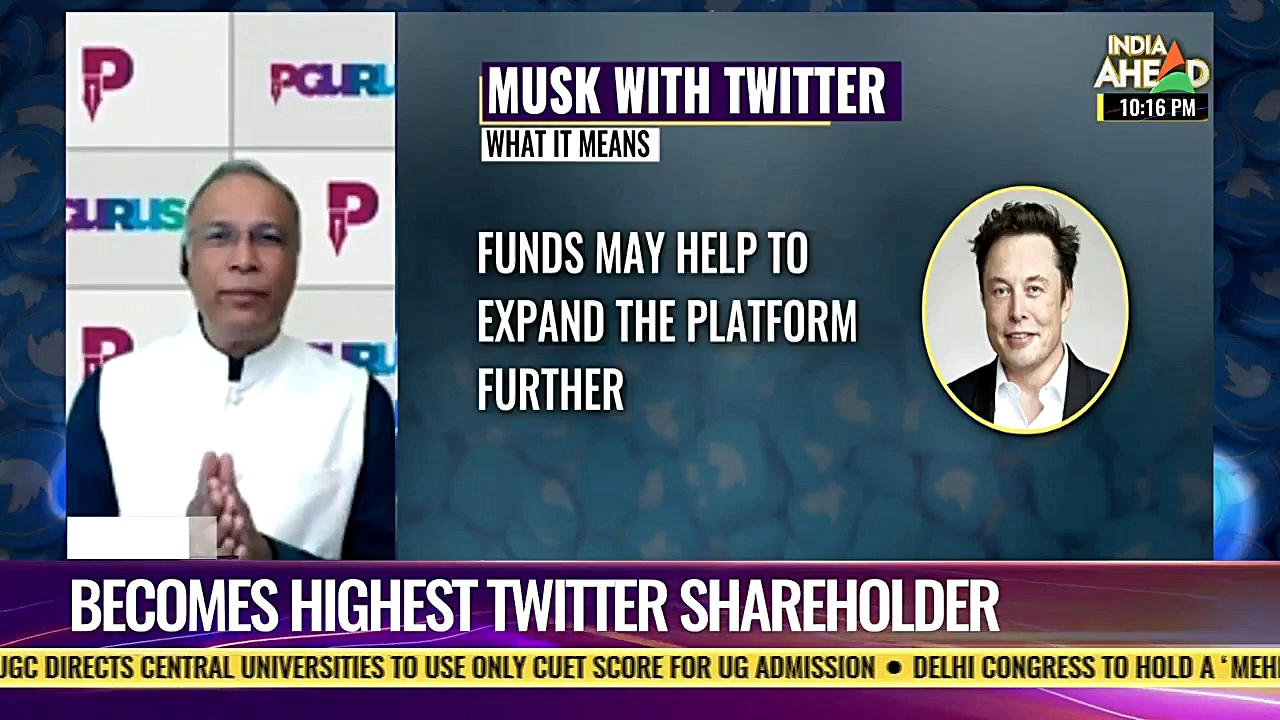 PGURUS
GURUS
INDIA
AHEAD
10:16 PM
MUSK WITH TWITTER
WHAT IT MEANS
FUNDS MAY HELP TO
EXPAND THE PLATFORM
FURTHER
BECOMES HIGHEST TWITTER SHAREHOLDER
UGC DIRECTS CENTRAL UNIVERSITIES TO USE ONLY CUET SCORE FOR UG ADMISSION ● DELHI CONGRESS TO HOLD A ‘MEH